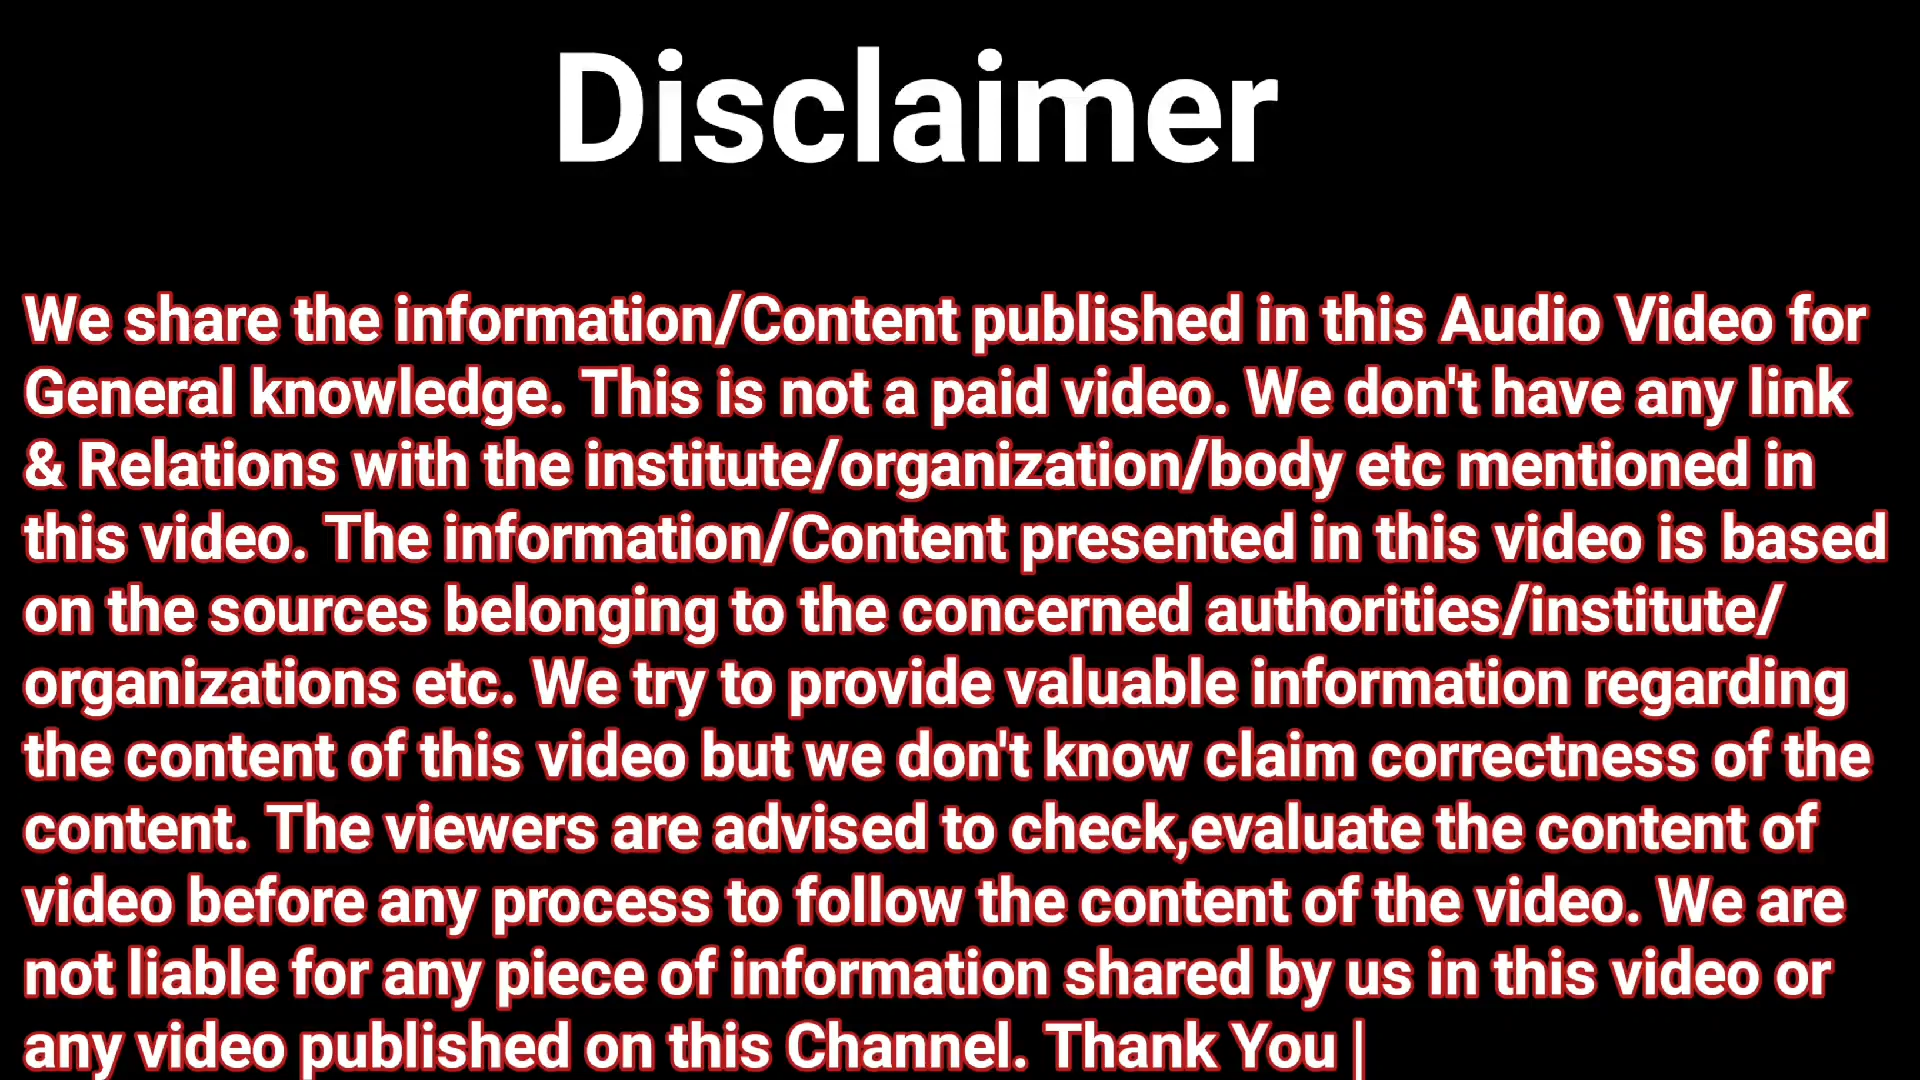 Disclaimer
We share the information/Content published in this Audio Video for
General knowledge. This is not a paid video. We don't have any link
& Relations with the institute/organization/body etc mentioned in
this video. The information/Content presented in this video is based
on the sources belonging to the concerned authorities/institute/
organizations etc. We try to provide valuable information regarding
the content of this video but we don't know claim correctness of the
content. The viewers are advised to check,evaluate the content of
video before any process to follow the content of the video. We are
not liable for any piece of information shared by us in this video or
any video published on this Channel. Thank You |